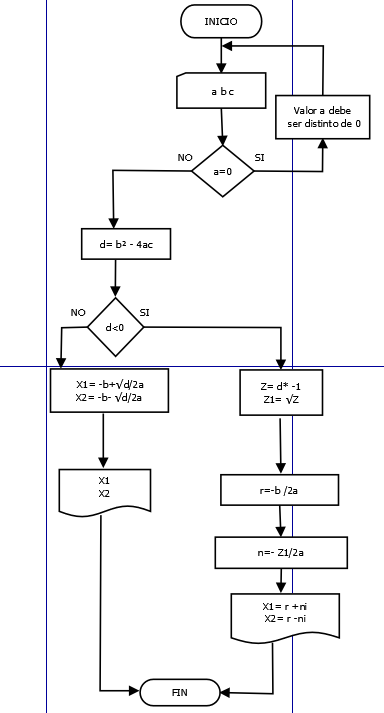 INICIO
a b c
Valor a debe
ser distinto de 0
NO
SI
a=0
d= b² - 4ac
NO
SI
d<0
X1= -b+√d/2a
X2= -b- √d/2a
Z= d* -1
Z1= √Z
X1
X2
r=-b /2a
n=- Z1/2a
X1= r +ni
X2= r -ni
FIN